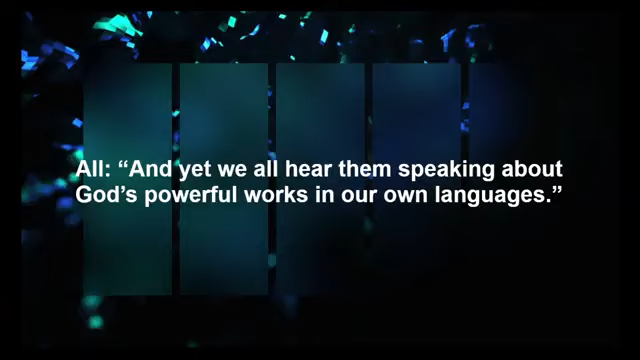 All: “And yet we all hear them speaking about
God’s powerful works in our own languages.”